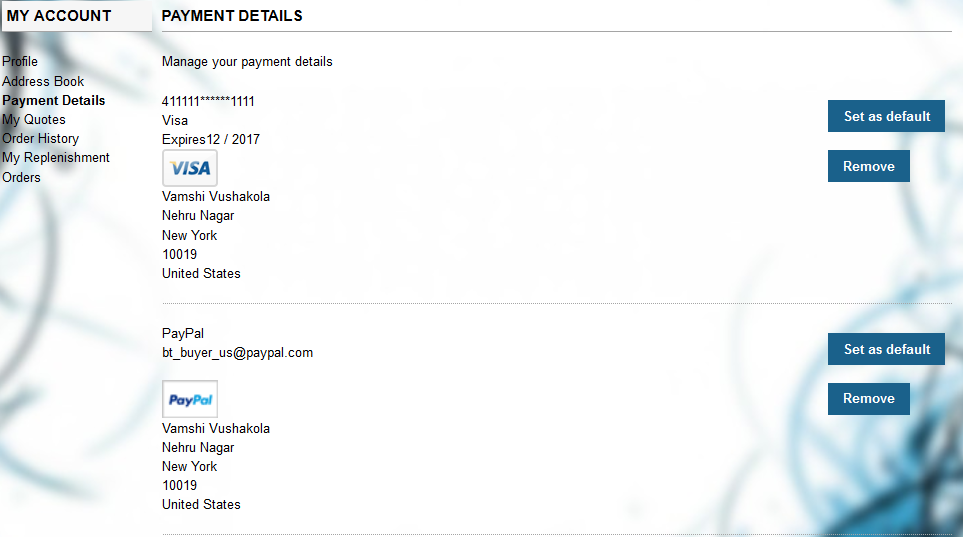 MY ACCOUNT
Profile
Address Book
Payment Details
My Quotes
Order History
My Replenishment
Orders
PAYMENT DETAILS
Manage your payment details
411111******1111
Visa
Expires12 / 2017
VISA
Vamshi Vushakola
Nehru Nagar
New York
10019
United States
Set as default
Remove
PayPal
bt_buyer_us@paypal.com
PayPal
Vamshi Vushakola
Nehru Nagar
New York
10019
United States
Set as default
Remove